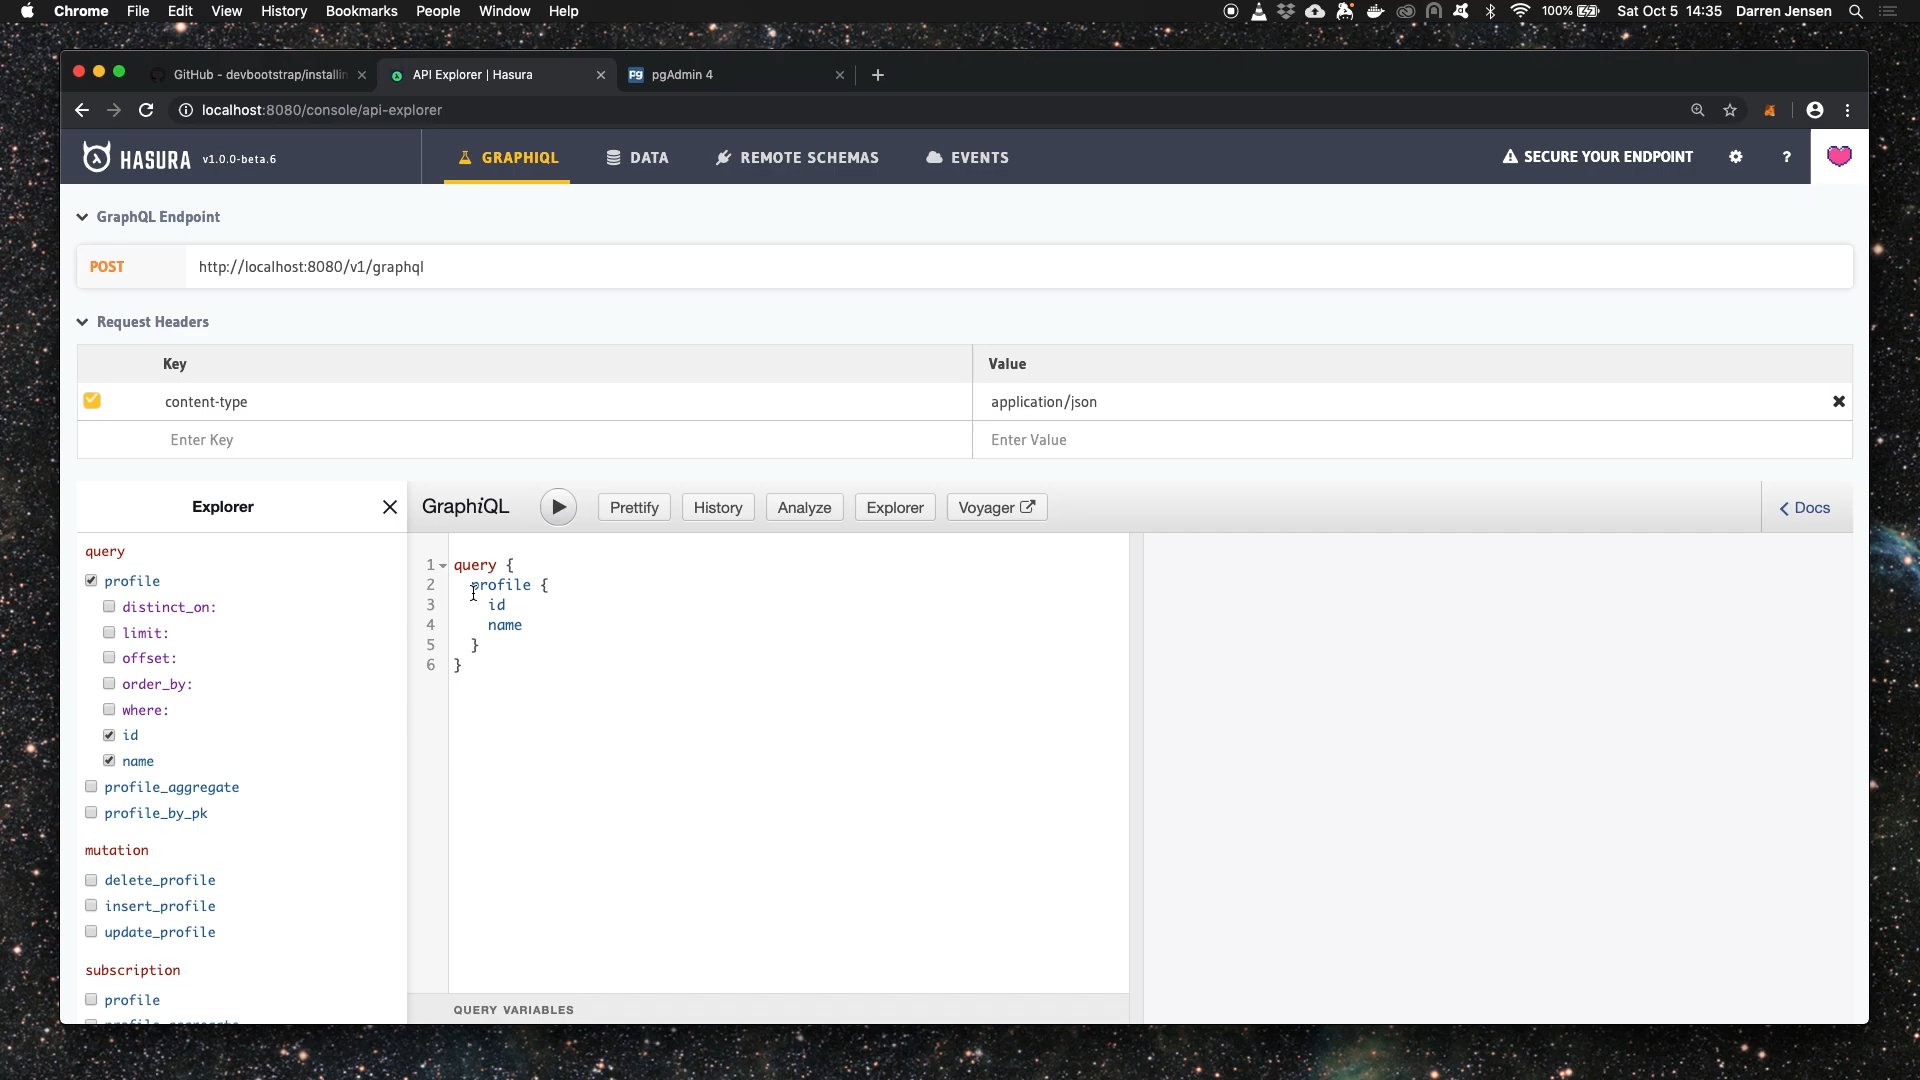 Chrome File Edit View History Bookmarks People Window Help 100% Sat Oct 5 14:35 Darren Jensen
GitHub - devbootstrap/installin API Explorer | Hasura pgAdmin 4
localhost:8080/console/api-explorer
HASURA v1.0.0-beta.6 GRAPHIQL DATA REMOTE SCHEMAS EVENTS SECURE YOUR ENDPOINT ?
GraphQL Endpoint
POST http://localhost:8080/v1/graphql
Request Headers
Key Value
content-type application/json
Enter Key Enter Value
Explorer GraphiQL Prettify History Analyze Explorer Voyager Docs
query
profile
distinct_on:
limit:
offset:
order_by:
where:
id
name
profile_aggregate
profile_by_pk
mutation
delete_profile
insert_profile
update_profile
subscription
profile
profile_aggregate
1 query {
2 profile {
3 id
4 name
5 }
6 }
QUERY VARIABLES